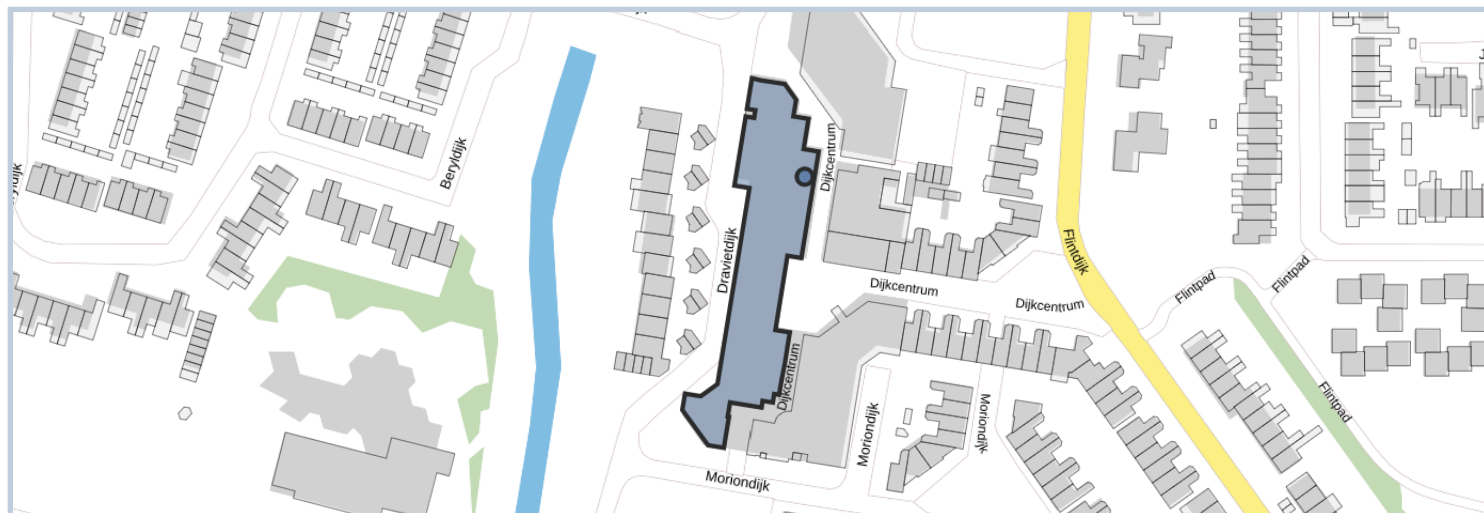 Beryldijk
Dijkcentrum
Dravietdijk
Flintdijk
Flintpad
Flintpad
Dijkcentrum
Dijkcentrum
Dijkcentrum
Flintpad
Moriondijk
Moriondijk
Moriondijk